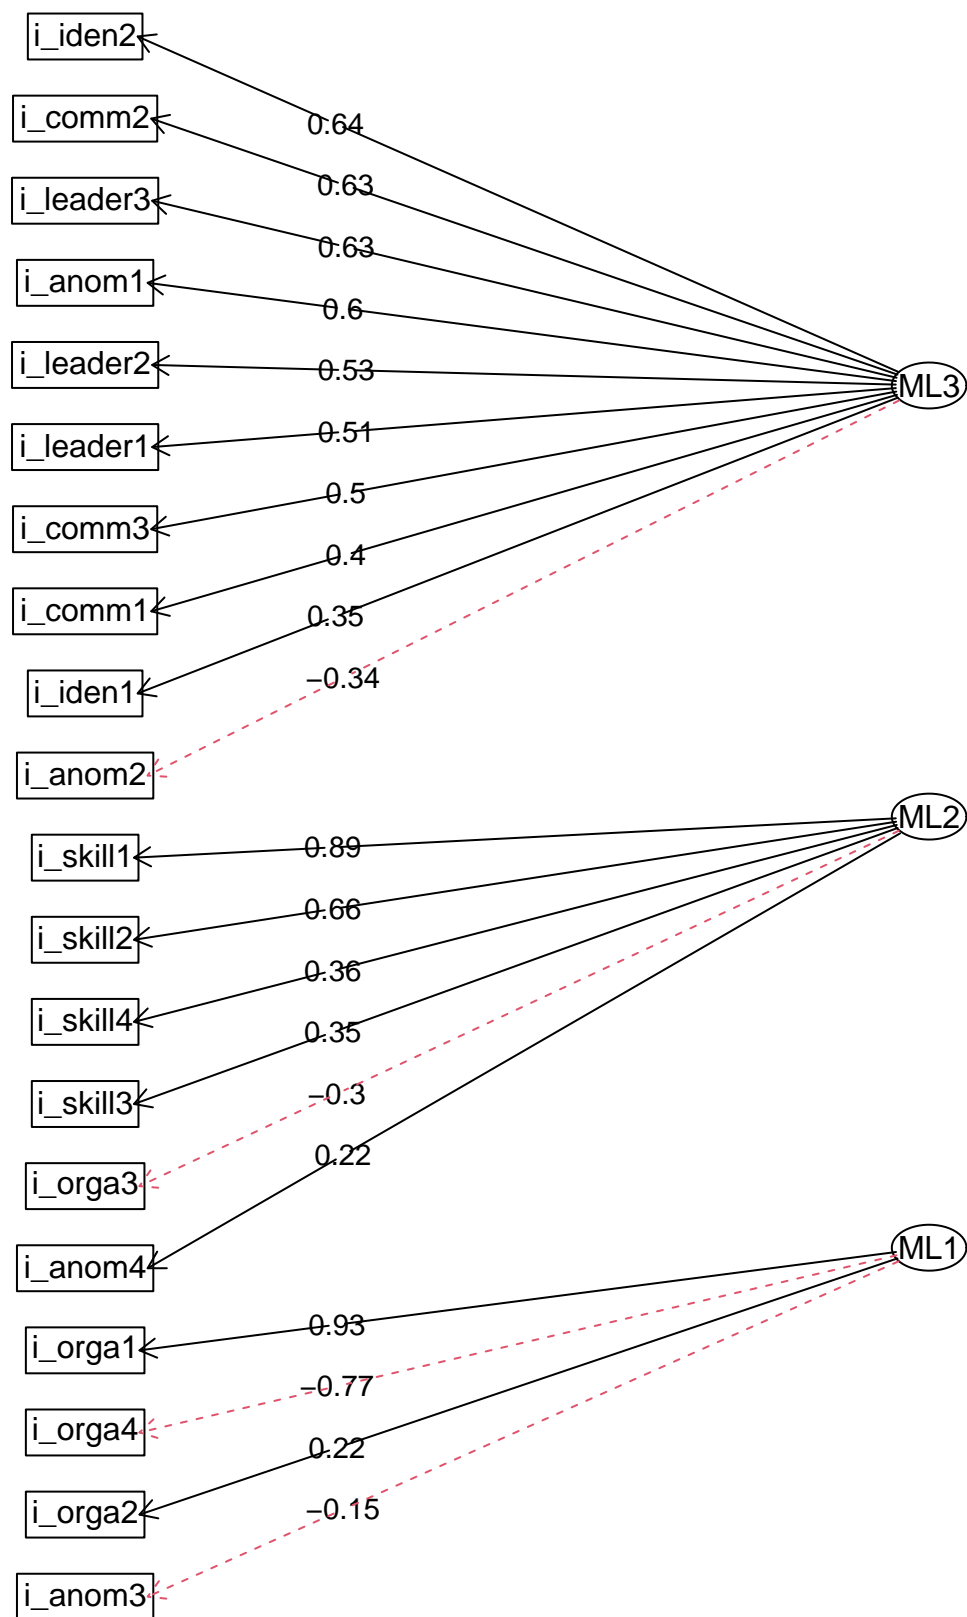 i_iden2
0.64
i_comm2
0.63
i_leader3
0.63
i_anom1
0.6
i_leader2
0.53
ML3
i_leader1
0.51
i_comm3
0.5
i_comm1
0.4
i_iden1
0.35
i_anom2
−0.34
ML2
i_skill1
0.89
i_skill2
0.66
i_skill4
0.36
i_skill3
0.35
i_orga3
−0.3
i_anom4
0.22
ML1
i_orga1
0.93
i_orga4
−0.77
i_orga2
0.22
i_anom3
−0.15